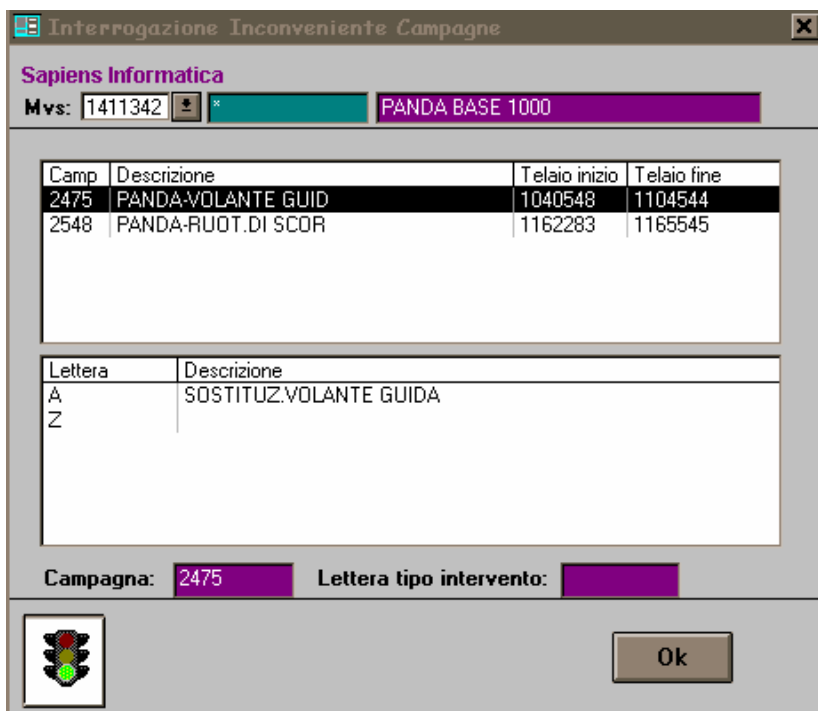 Interrogazione Inconveniente Campagne
Sapiens Informatica
Mvs: 1411342 * PANDA BASE 1000
Camp Descrizione Telaio inizio Telaio fine
2475 PANDA-VOLANTE GUID 1040548 1104544
2548 PANDA-RUOT.DI SCOR 1162283 1165545
Lettera Descrizione
A SOSTITUZ.VOLANTE GUIDA
Z
Campagna: 2475 Lettera tipo intervento:
Ok